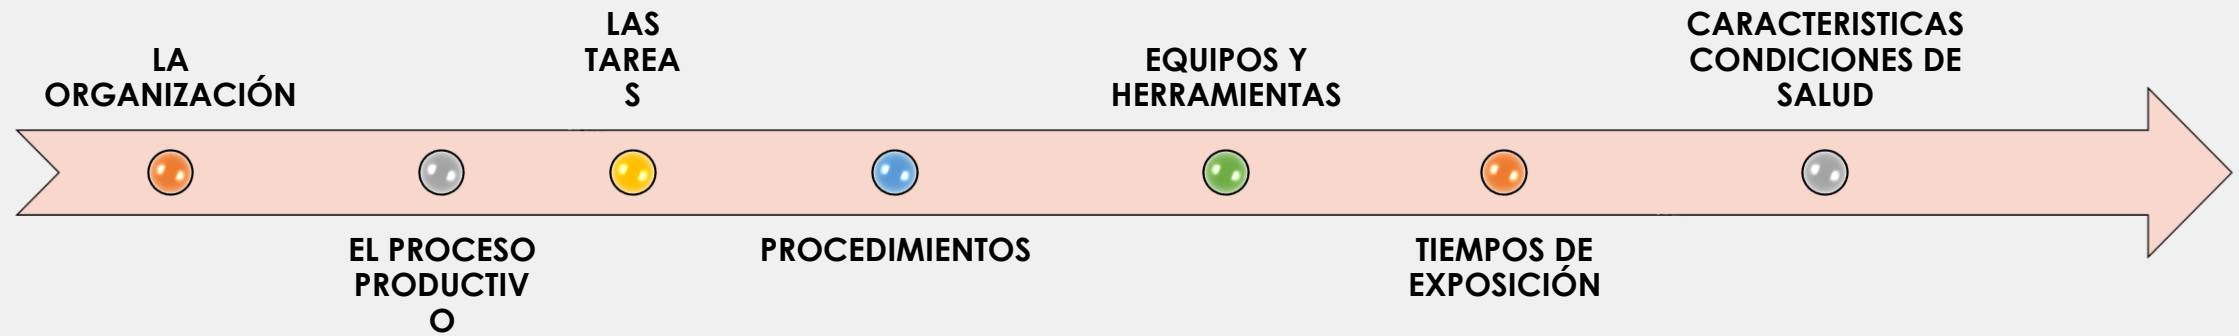 LA
ORGANIZACIÓN
EL PROCESO
PRODUCTIV
O
LAS
TAREA
S
PROCEDIMIENTOS
EQUIPOS Y
HERRAMIENTAS
TIEMPOS DE
EXPOSICIÓN
CARACTERISTICAS
CONDICIONES DE
SALUD